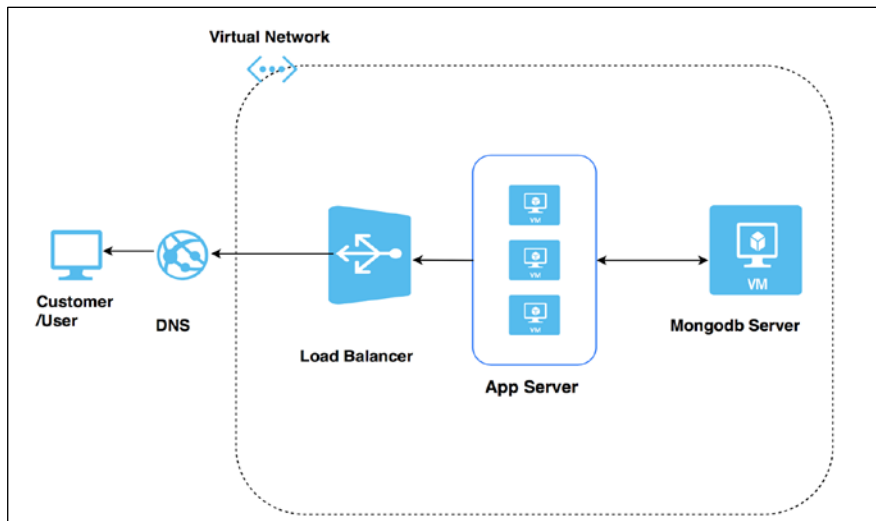 Virtual Network
VM
VM
VM
VM
Customer
/User
DNS
Load Balancer
App Server
Mongodb Server